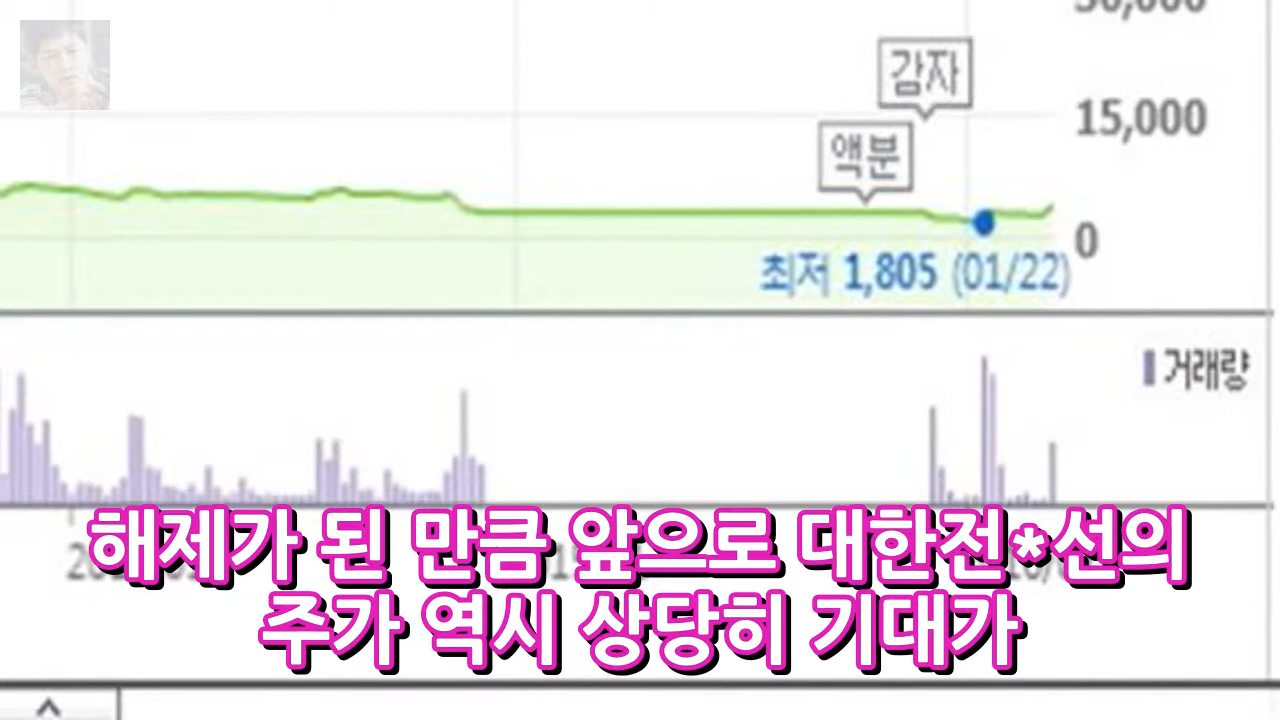 감자
15,000
액분
0
최저 1,805 (01/22)
거래량
해제가 된 만큼 앞으로 대한전*선의
주가 역시 상당히 기대가